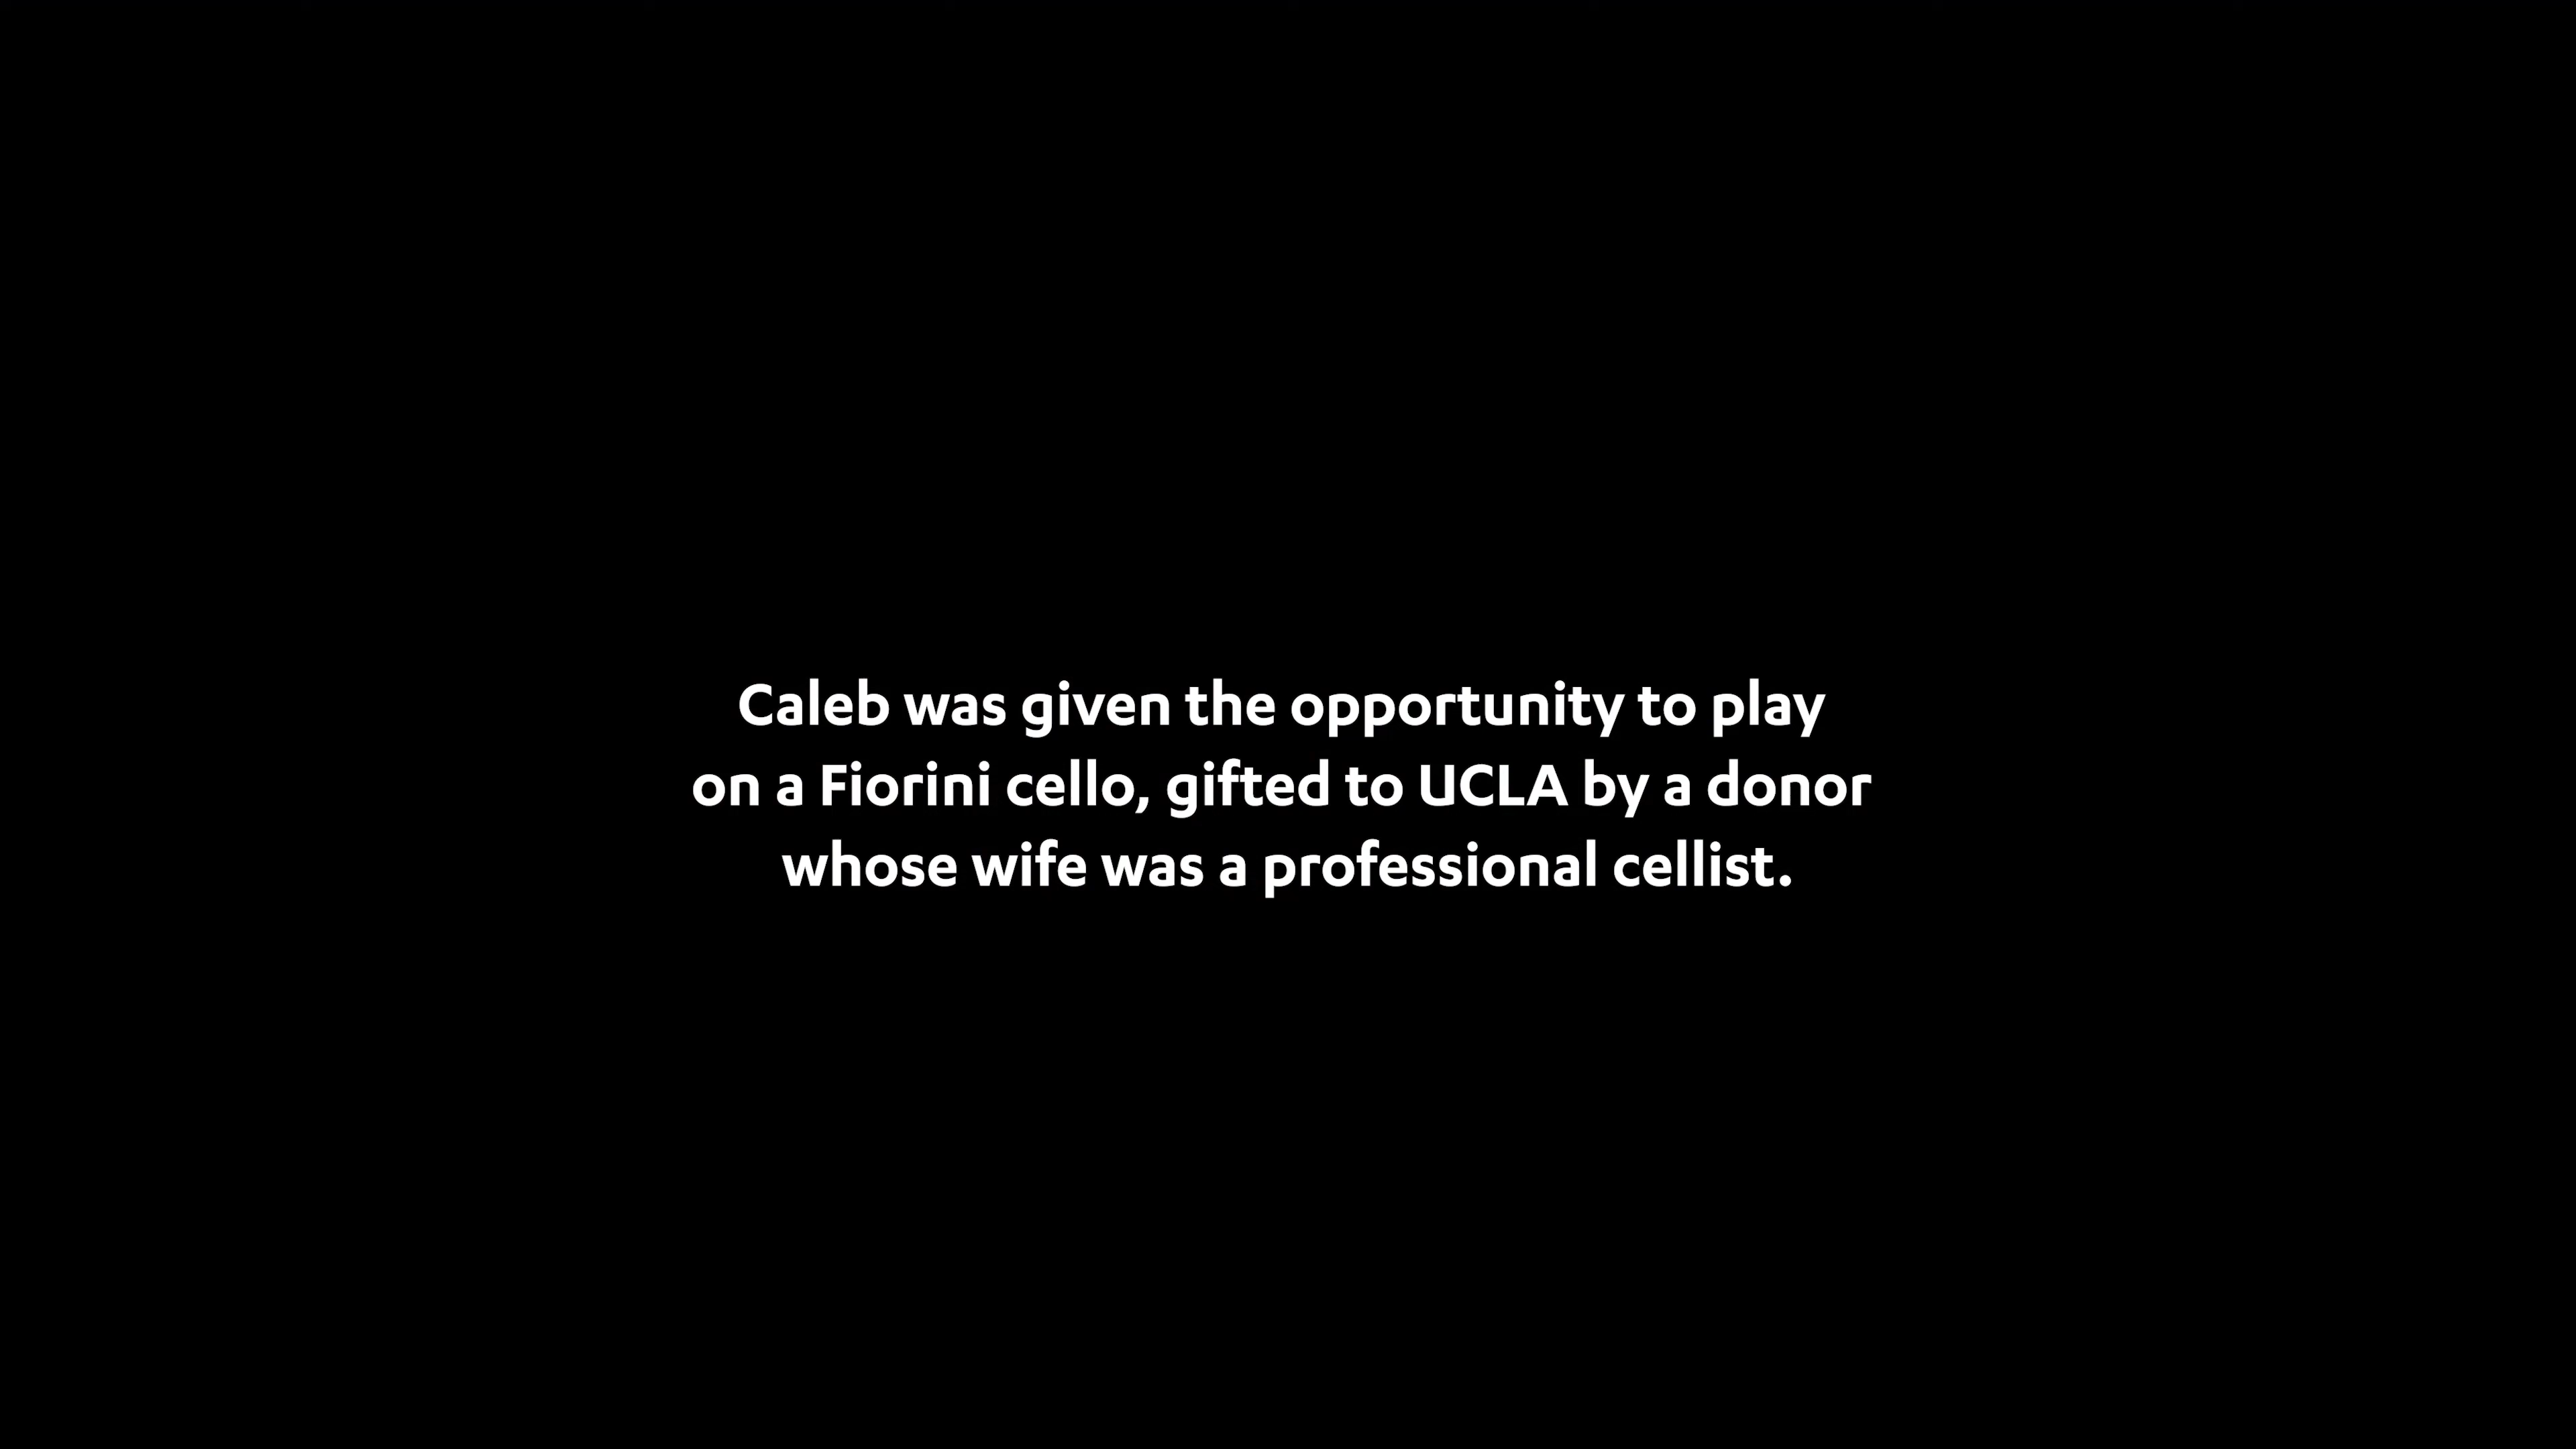 Caleb was given the opportunity to play
on a Fiorini cello, gifted to UCLA by a donor
whose wife was a professional cellist.